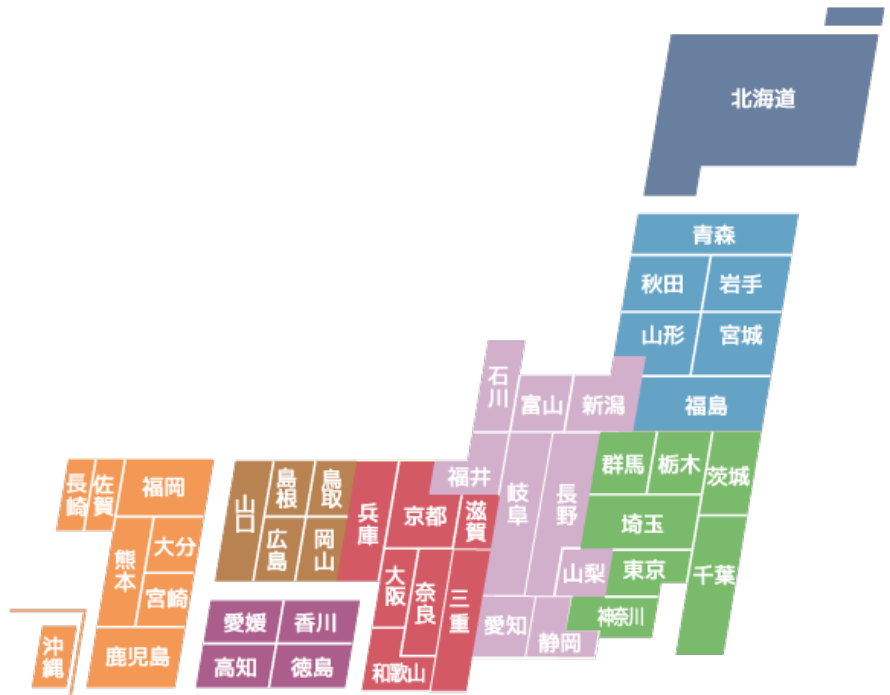 北海道
青森
秋田
岩手
山形
宮城
福島
石川
富山
新潟
福井
岐阜
長野
群馬
栃木
茨城
埼玉
山梨
東京
千葉
神奈川
愛知
静岡
兵庫
京都
滋賀
大阪
奈良
三重
和歌山
山口
島根
鳥取
広島
岡山
愛媛
香川
高知
徳島
長崎
佐賀
福岡
熊本
大分
宮崎
鹿児島
沖縄